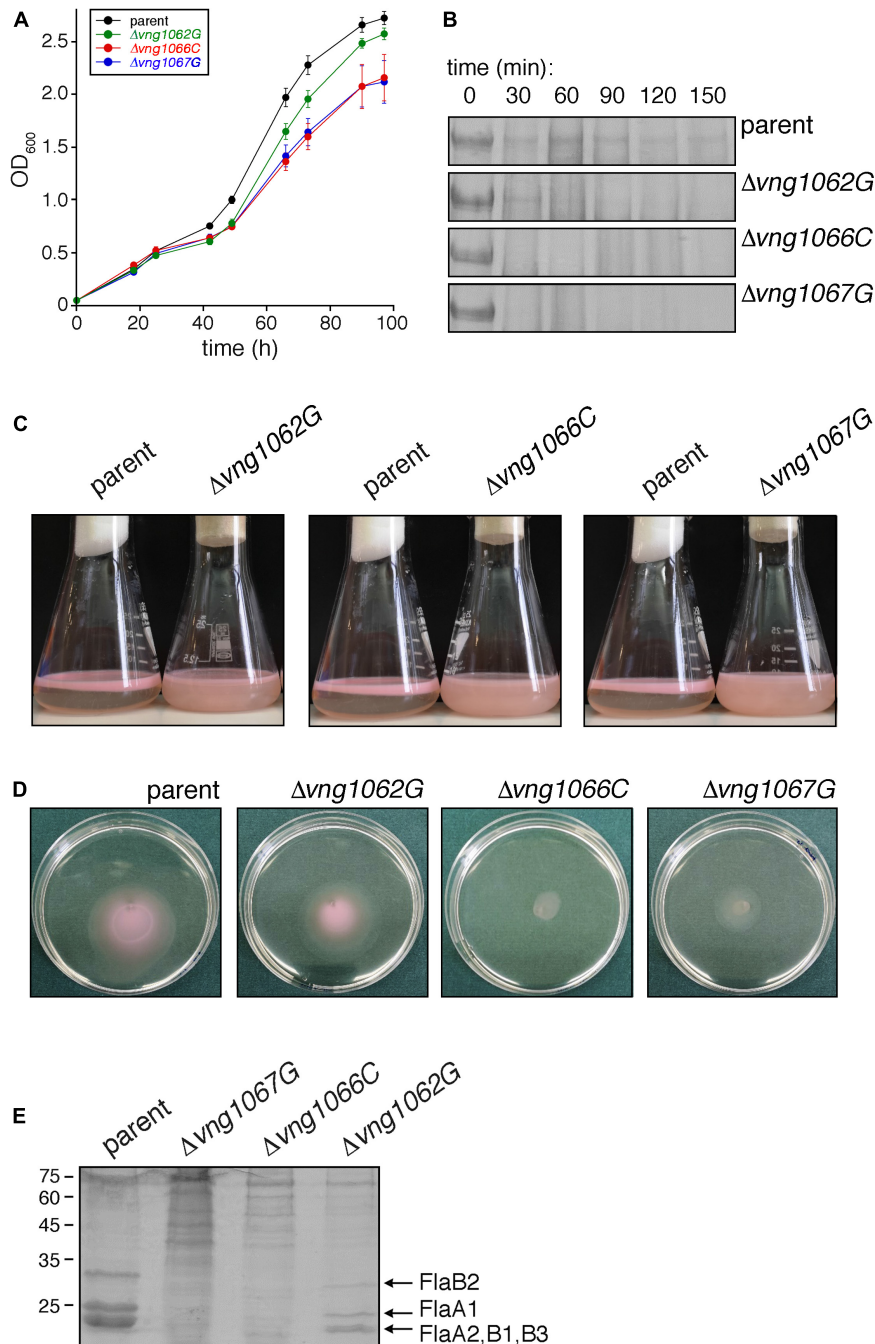 A
parent
Δvng1062G
Δvng1066C
Δvng1067G
OD600
2.5
2.0
1.5
1.0
0.5
0
0 20 40 60 80 100
time (h)
B
time (min):
0 30 60 90 120 150
parent
Δvng1062G
Δvng1066C
Δvng1067G
C
parent Δvng1062G parent Δvng1066C parent Δvng1067G
D
parent Δvng1062G Δvng1066C Δvng1067G
E
parent Δvng1067G Δvng1066C Δvng1062G
75
60
45
35
25
FlaB2
FlaA1
FlaA2,B1,B3